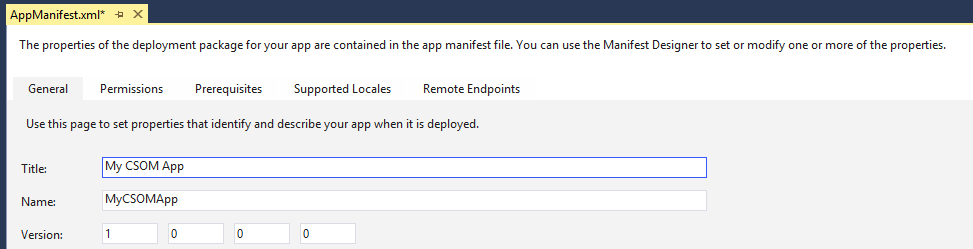 AppManifest.xml*
The properties of the deployment package for your app are contained in the app manifest file. You can use the Manifest Designer to set or modify one or more of the properties.
General Permissions Prerequisites Supported Locales Remote Endpoints
Use this page to set properties that identify and describe your app when it is deployed.
Title: My CSOM App
Name: MyCSOMApp
Version: 1 0 0 0